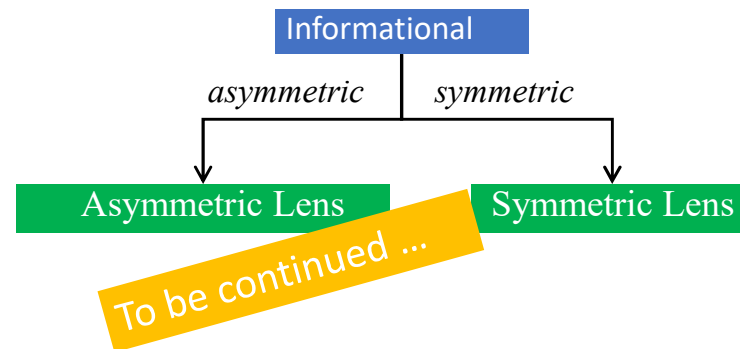 Informational
asymmetric symmetric
Asymmetric Lens Symmetric Lens
To be continued ...